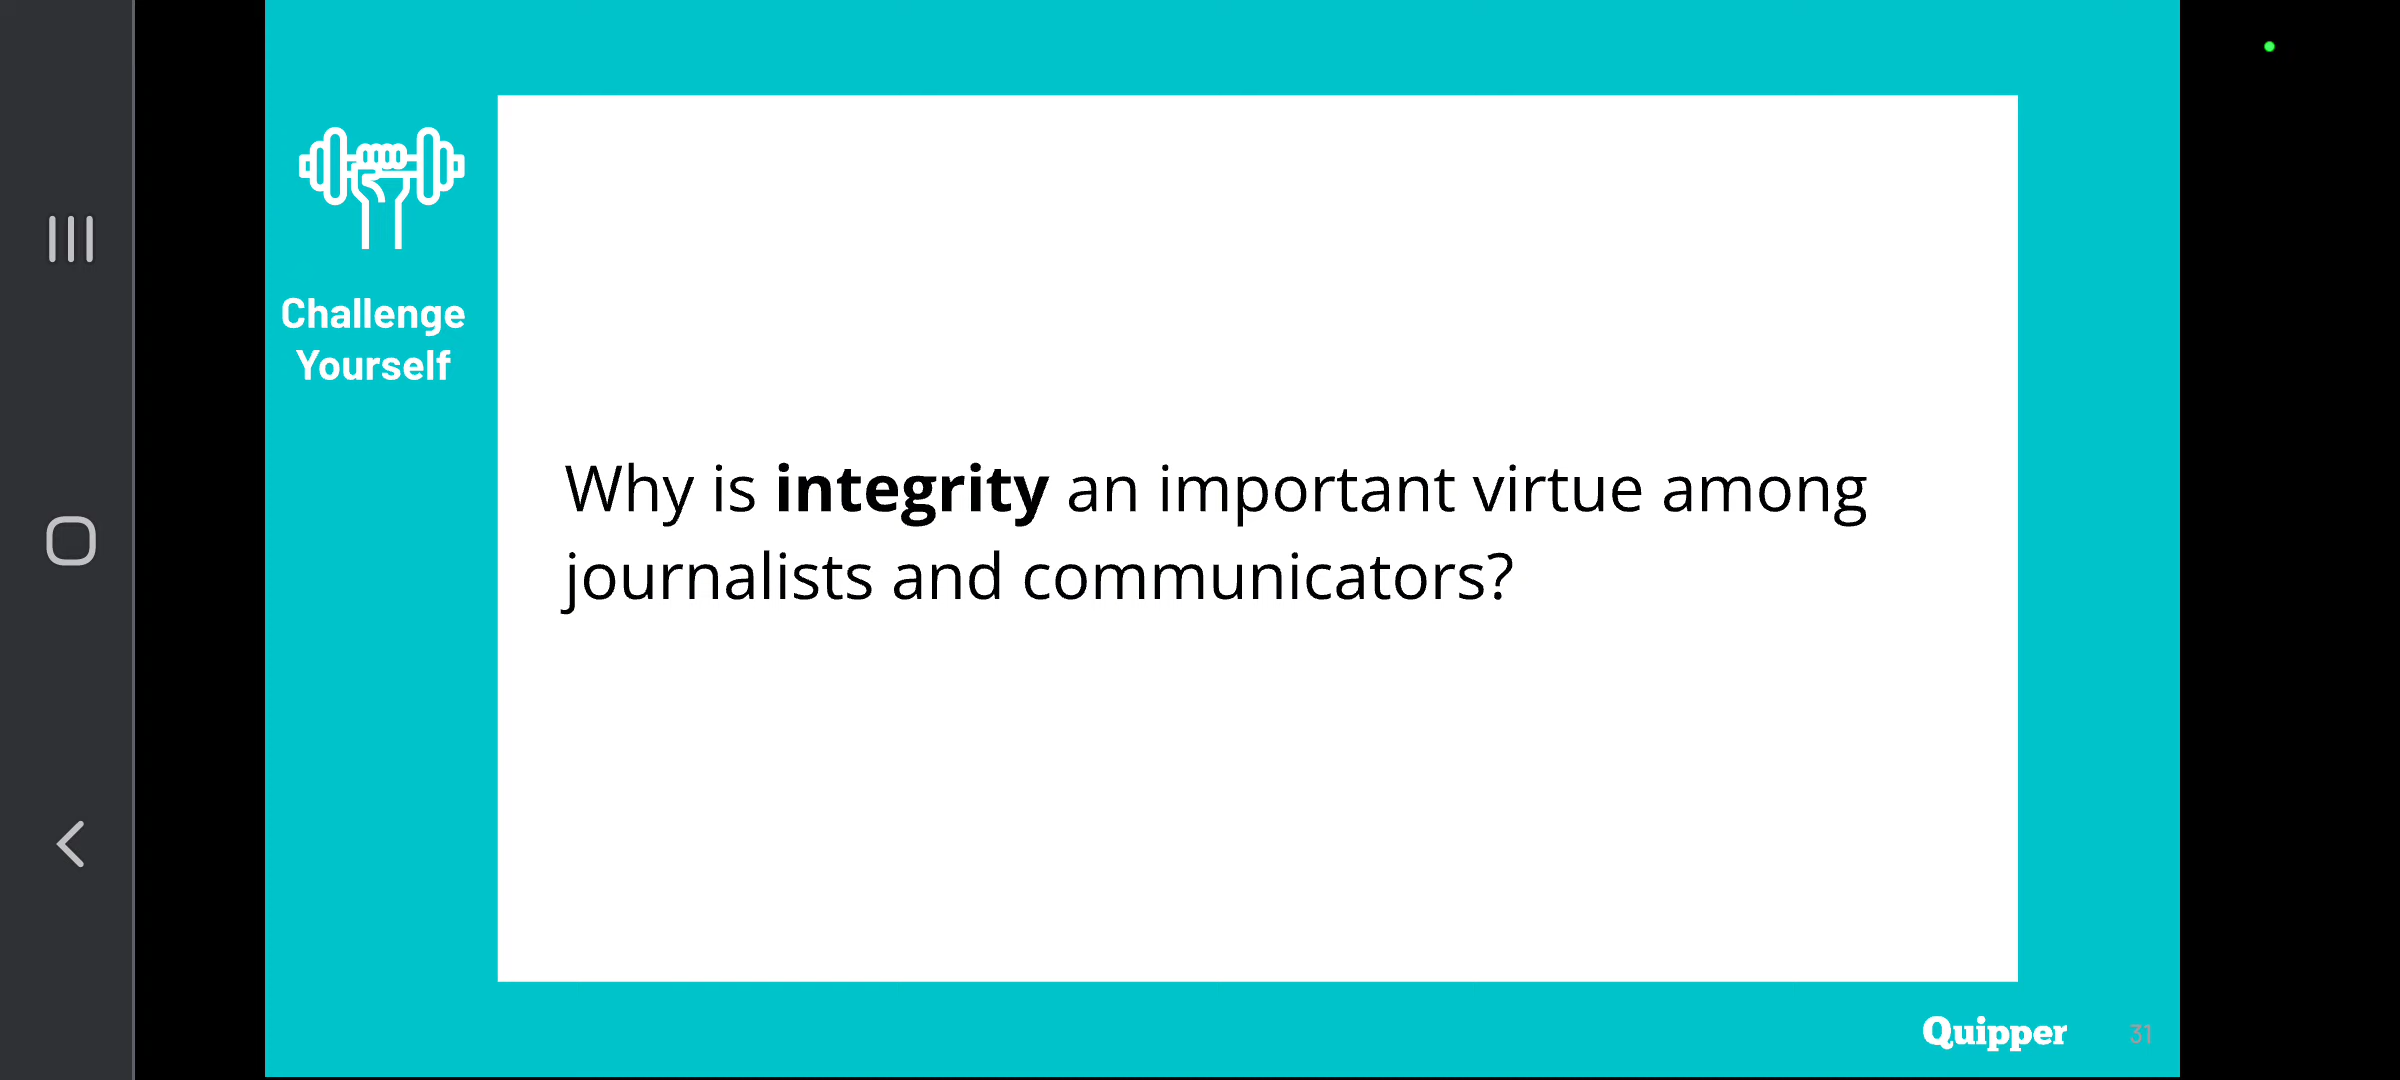 Challenge
Yourself
Why is integrity an important virtue among
journalists and communicators?
Quipper
31